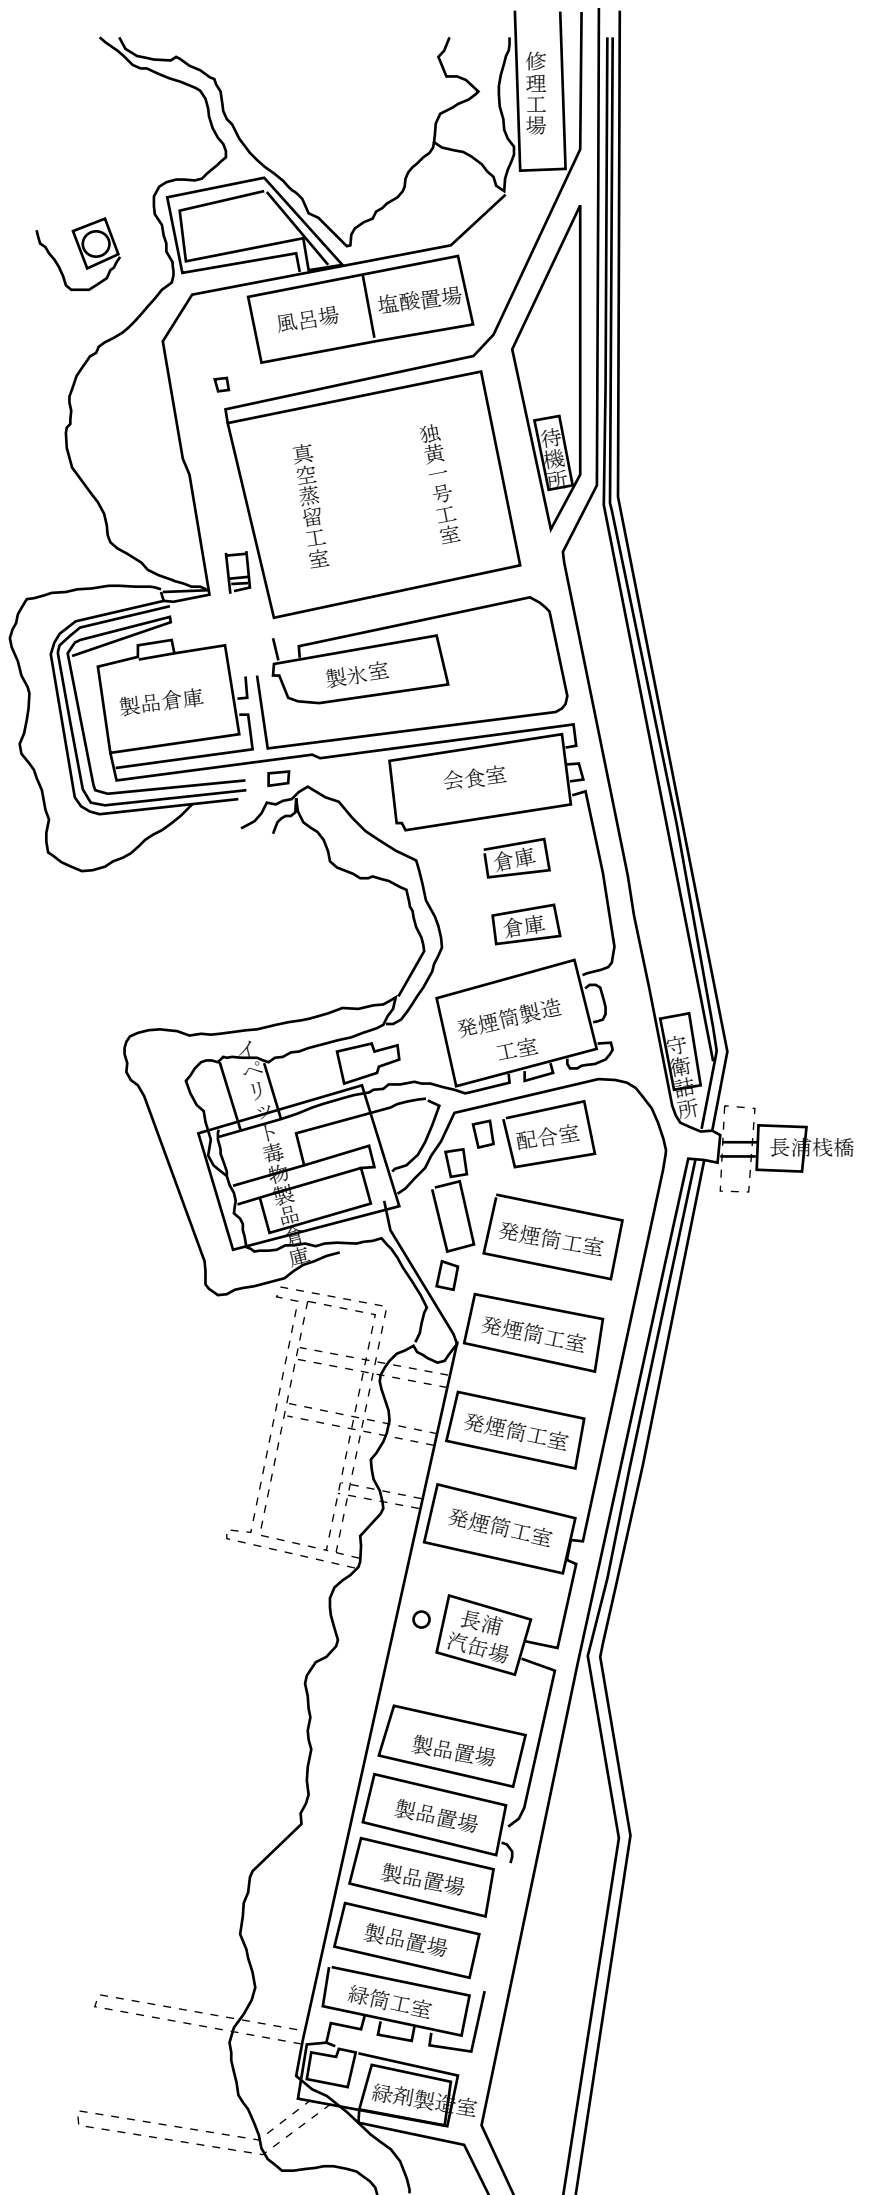 修理工場
風呂場
塩酸置場
待機所
独黄一号工室
真空蒸留工室
製氷室
製品倉庫
会食室
倉庫
倉庫
発煙筒製造
工室
守衛詰所
イペリット毒物製品倉庫
配合室
長浦桟橋
発煙筒工室
発煙筒工室
発煙筒工室
発煙筒工室
長浦
汽缶場
製品置場
製品置場
製品置場
製品置場
緑筒工室
緑剤製造室